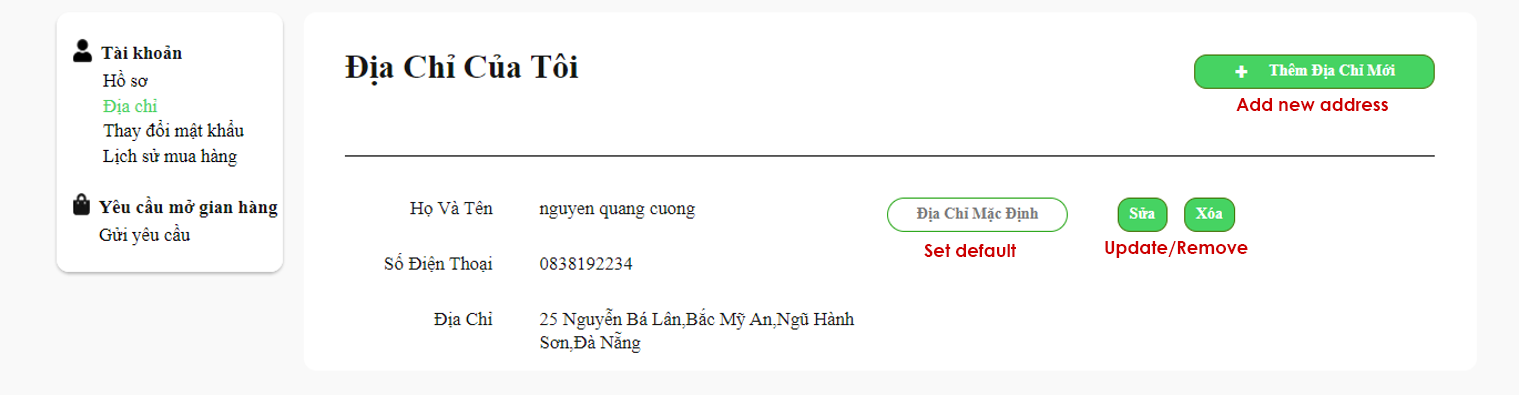 Tài khoản
Hồ sơ
Địa chỉ
Thay đổi mật khẩu
Lịch sử mua hàng
Yêu cầu mở gian hàng
Gửi yêu cầu
Địa Chỉ Của Tôi
Thêm Địa Chỉ Mới
Add new address
Họ Và Tên nguyen quang cuong Địa Chỉ Mặc Định Sửa Xóa
Set default Update/Remove
Số Điện Thoại 0838192234
Địa Chỉ 25 Nguyễn Bá Lân,Bắc Mỹ An,Ngũ Hành
Sơn,Đà Nẵng